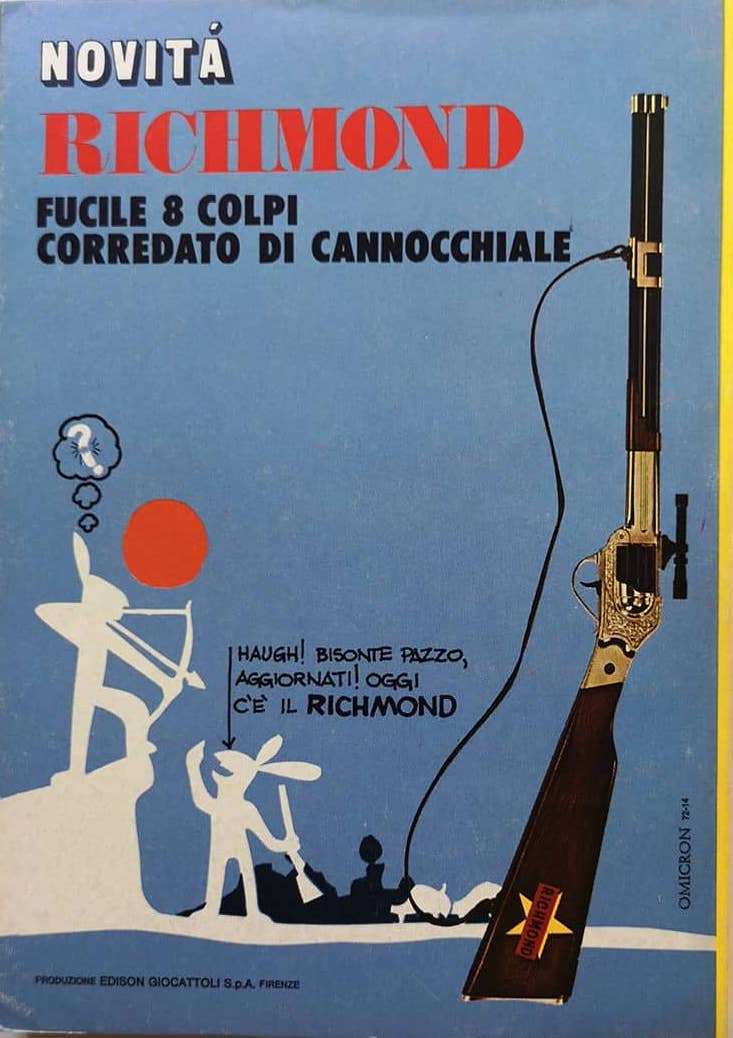 NOVITÁ
RICHMOND
FUCILE 8 COLPI
CORREDATO DI CANNOCCHIALE
?
HAUGH! BISONTE PAZZO,
AGGIORNATI! OGGI
C'È IL RICHMOND
RICHMOND
OMICRON 72-14
PRODUZIONE EDISON GIOCATTOLI S.p.A. FIRENZE